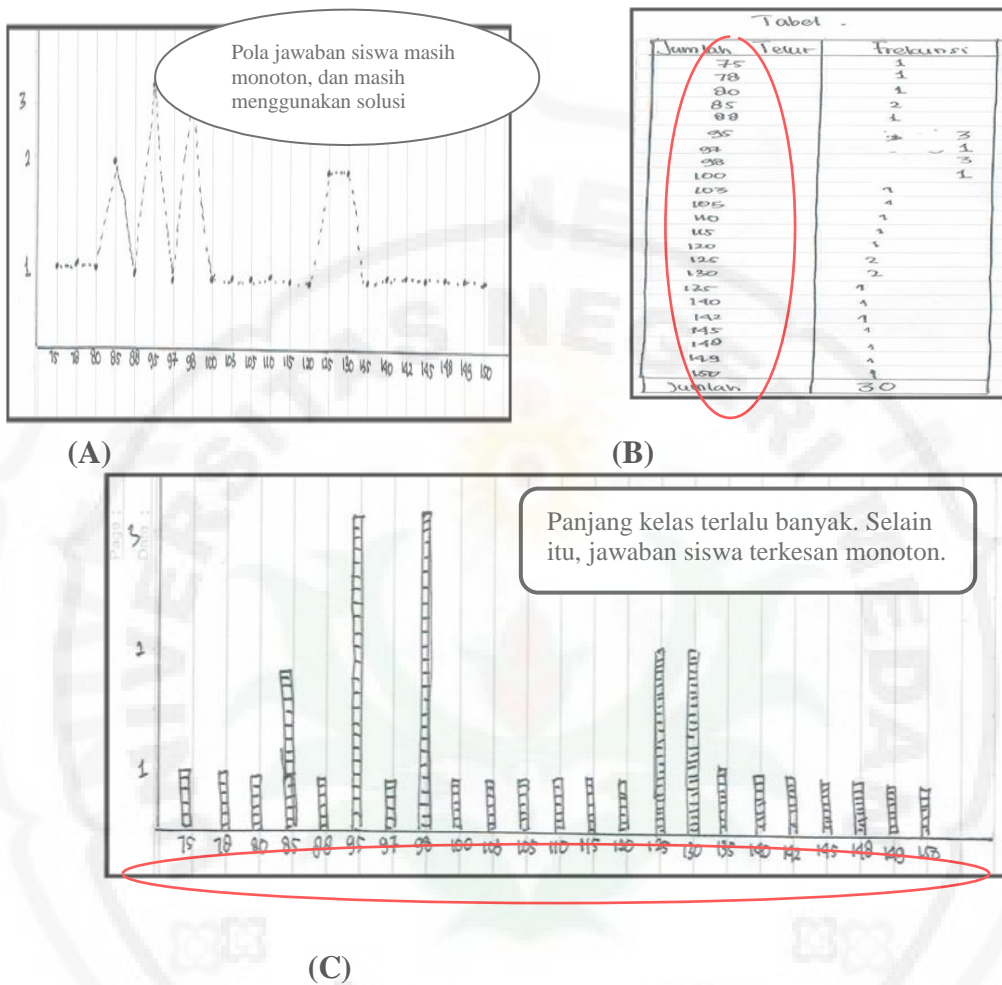 Pola jawaban siswa masih
monoton, dan masih
menggunakan solusi
3
2
1
75 78 80 85 88 95 97 98 100 103 105 110 115 120 125 130 135 140 142 145 148 149 150
(A)
Tabel .
Jumlah Telur Frekunsi
75 1
78 1
80 1
85 2
88 1
95 3
97 1
98 3
100 1
103 1
105 1
110 1
115 1
120 1
125 2
130 2
135 1
140 1
142 1
145 1
148 1
149 1
150 1
Jumlah 30
(B)
Panjang kelas terlalu banyak. Selain
itu, jawaban siswa terkesan monoton.
Page :
Date :
3
2
1
75 78 80 85 88 95 97 98 100 103 105 110 115 120 125 130 135 140 142 145 148 149 150
(C)
UNIVERSITAS NEGERI MEDAN